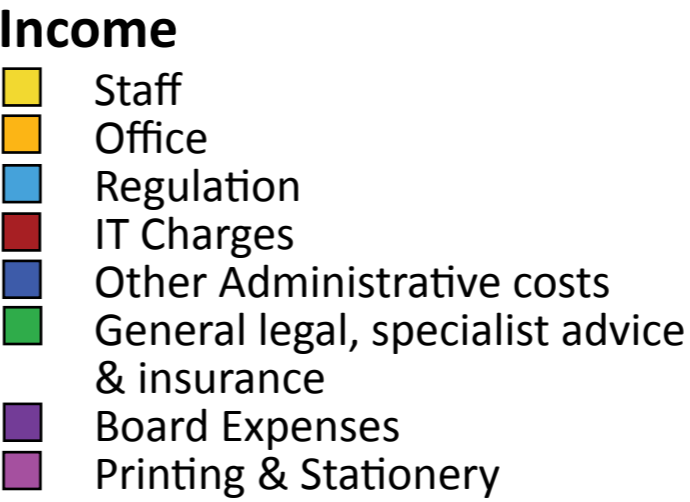 Income
Staff
Office
Regulation
IT Charges
Other Administrative costs
General legal, specialist advice
& insurance
Board Expenses
Printing & Stationery